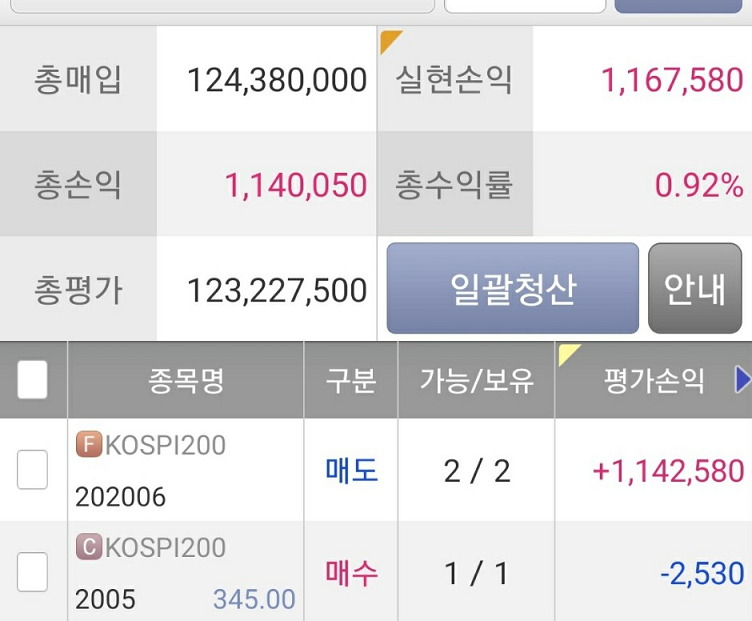 총매입 124,380,000 실현손익 1,167,580
총손익 1,140,050 총수익률 0.92%
총평가 123,227,500 일괄청산 안내
종목명 구분 가능/보유 평가손익
F KOSPI200
202006 매도 2 / 2 +1,142,580
C KOSPI200
2005 345.00 매수 1 / 1 -2,530